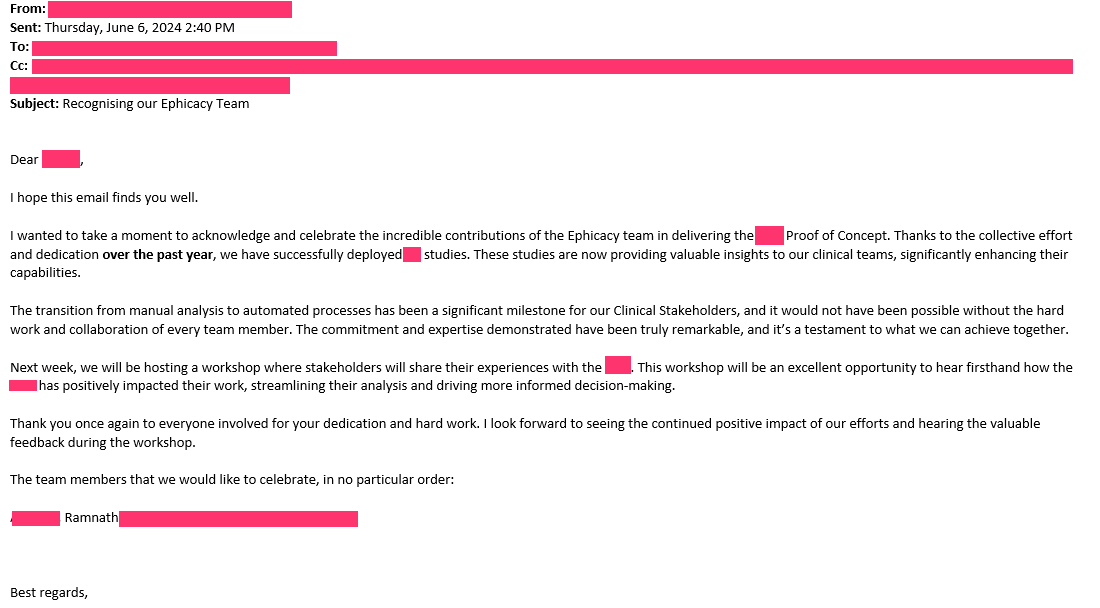 From:
Sent: Thursday, June 6, 2024 2:40 PM
To:
Cc:
Subject: Recognising our Ephicacy Team
Dear ,
I hope this email finds you well.
I wanted to take a moment to acknowledge and celebrate the incredible contributions of the Ephicacy team in delivering the Proof of Concept. Thanks to the collective effort
and dedication over the past year, we have successfully deployed studies. These studies are now providing valuable insights to our clinical teams, significantly enhancing their
capabilities.
The transition from manual analysis to automated processes has been a significant milestone for our Clinical Stakeholders, and it would not have been possible without the hard
work and collaboration of every team member. The commitment and expertise demonstrated have been truly remarkable, and it’s a testament to what we can achieve together.
Next week, we will be hosting a workshop where stakeholders will share their experiences with the . This workshop will be an excellent opportunity to hear firsthand how the
has positively impacted their work, streamlining their analysis and driving more informed decision-making.
Thank you once again to everyone involved for your dedication and hard work. I look forward to seeing the continued positive impact of our efforts and hearing the valuable
feedback during the workshop.
The team members that we would like to celebrate, in no particular order:
Ramnath
Best regards,